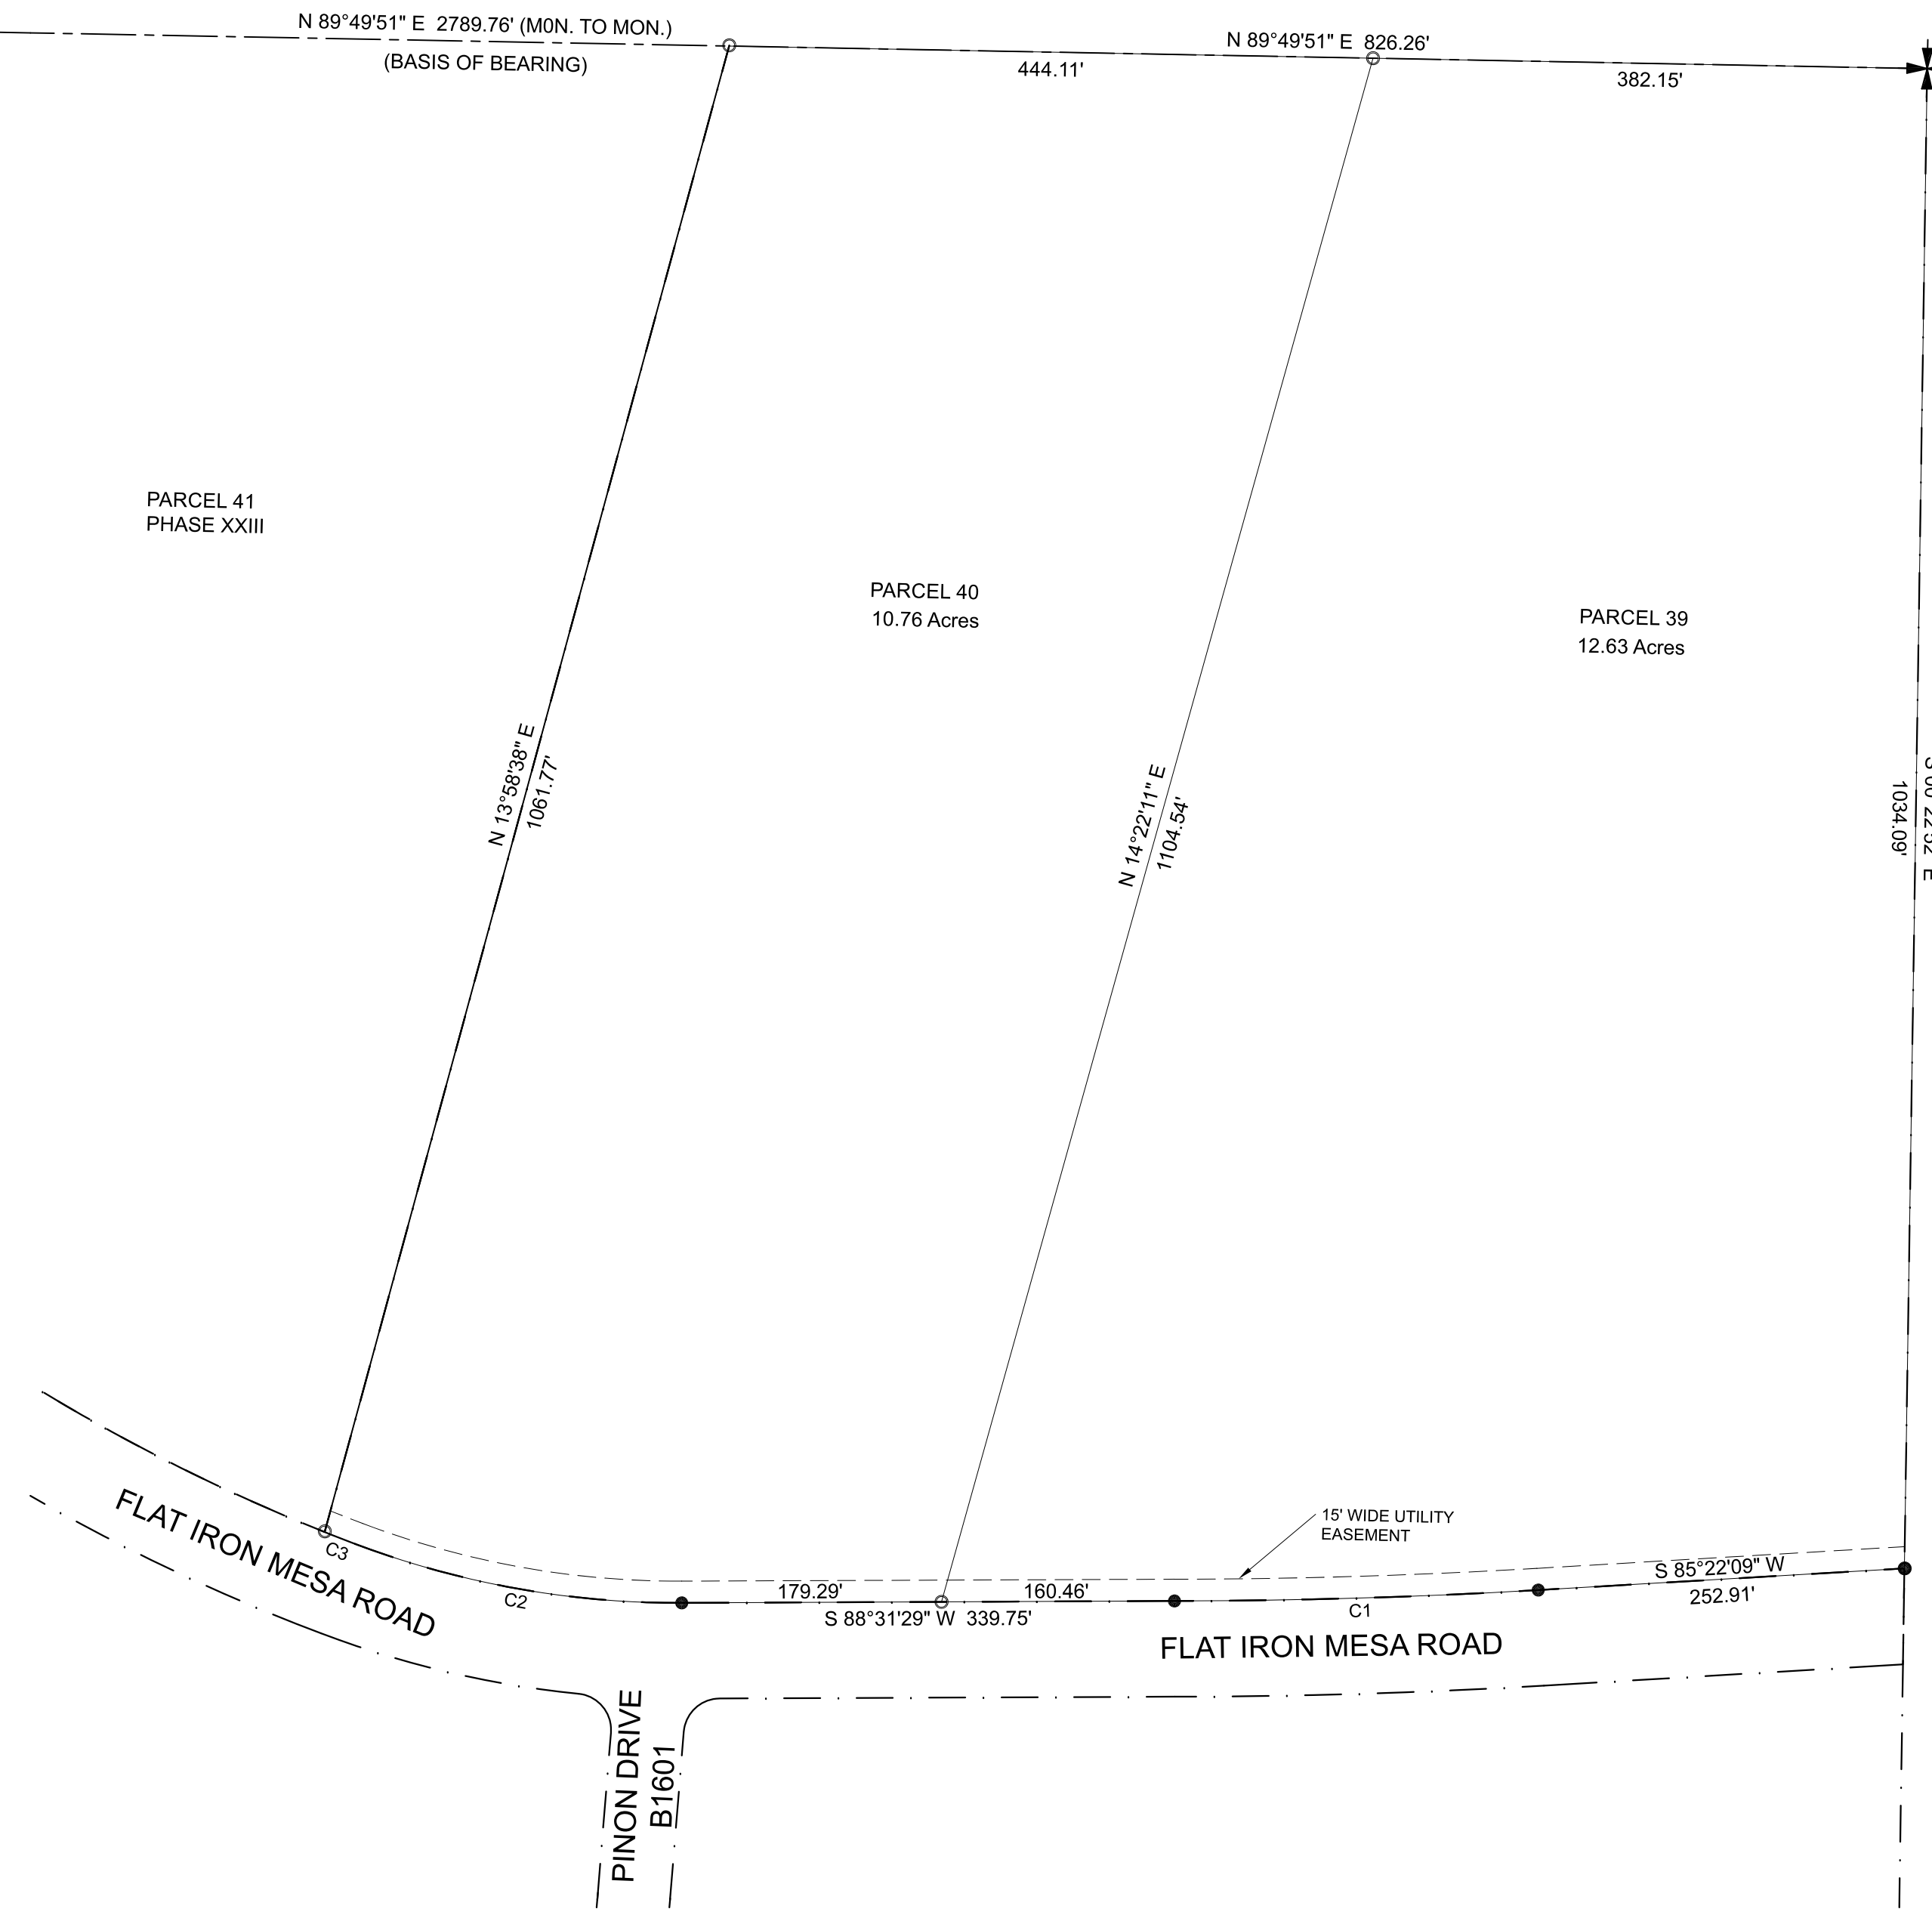 N 89°49'51" E  2789.76' (M0N. TO MON.)
(BASIS OF BEARING)
N 89°49'51" E  826.26'
444.11'
382.15'
PARCEL 41
PHASE XXIII
PARCEL 40
10.76 Acres
PARCEL 39
12.63 Acres
N 13°58'38" E
1061.77'
N 14°22'11" E
1104.54'
1034.09'
FLAT IRON MESA ROAD
C3
C2
179.29'
160.46'
S 88°31'29" W  339.75'
C1
15' WIDE UTILITY
EASEMENT
S 85°22'09" W
252.91'
FLAT IRON MESA ROAD
PINON DRIVE
B1601